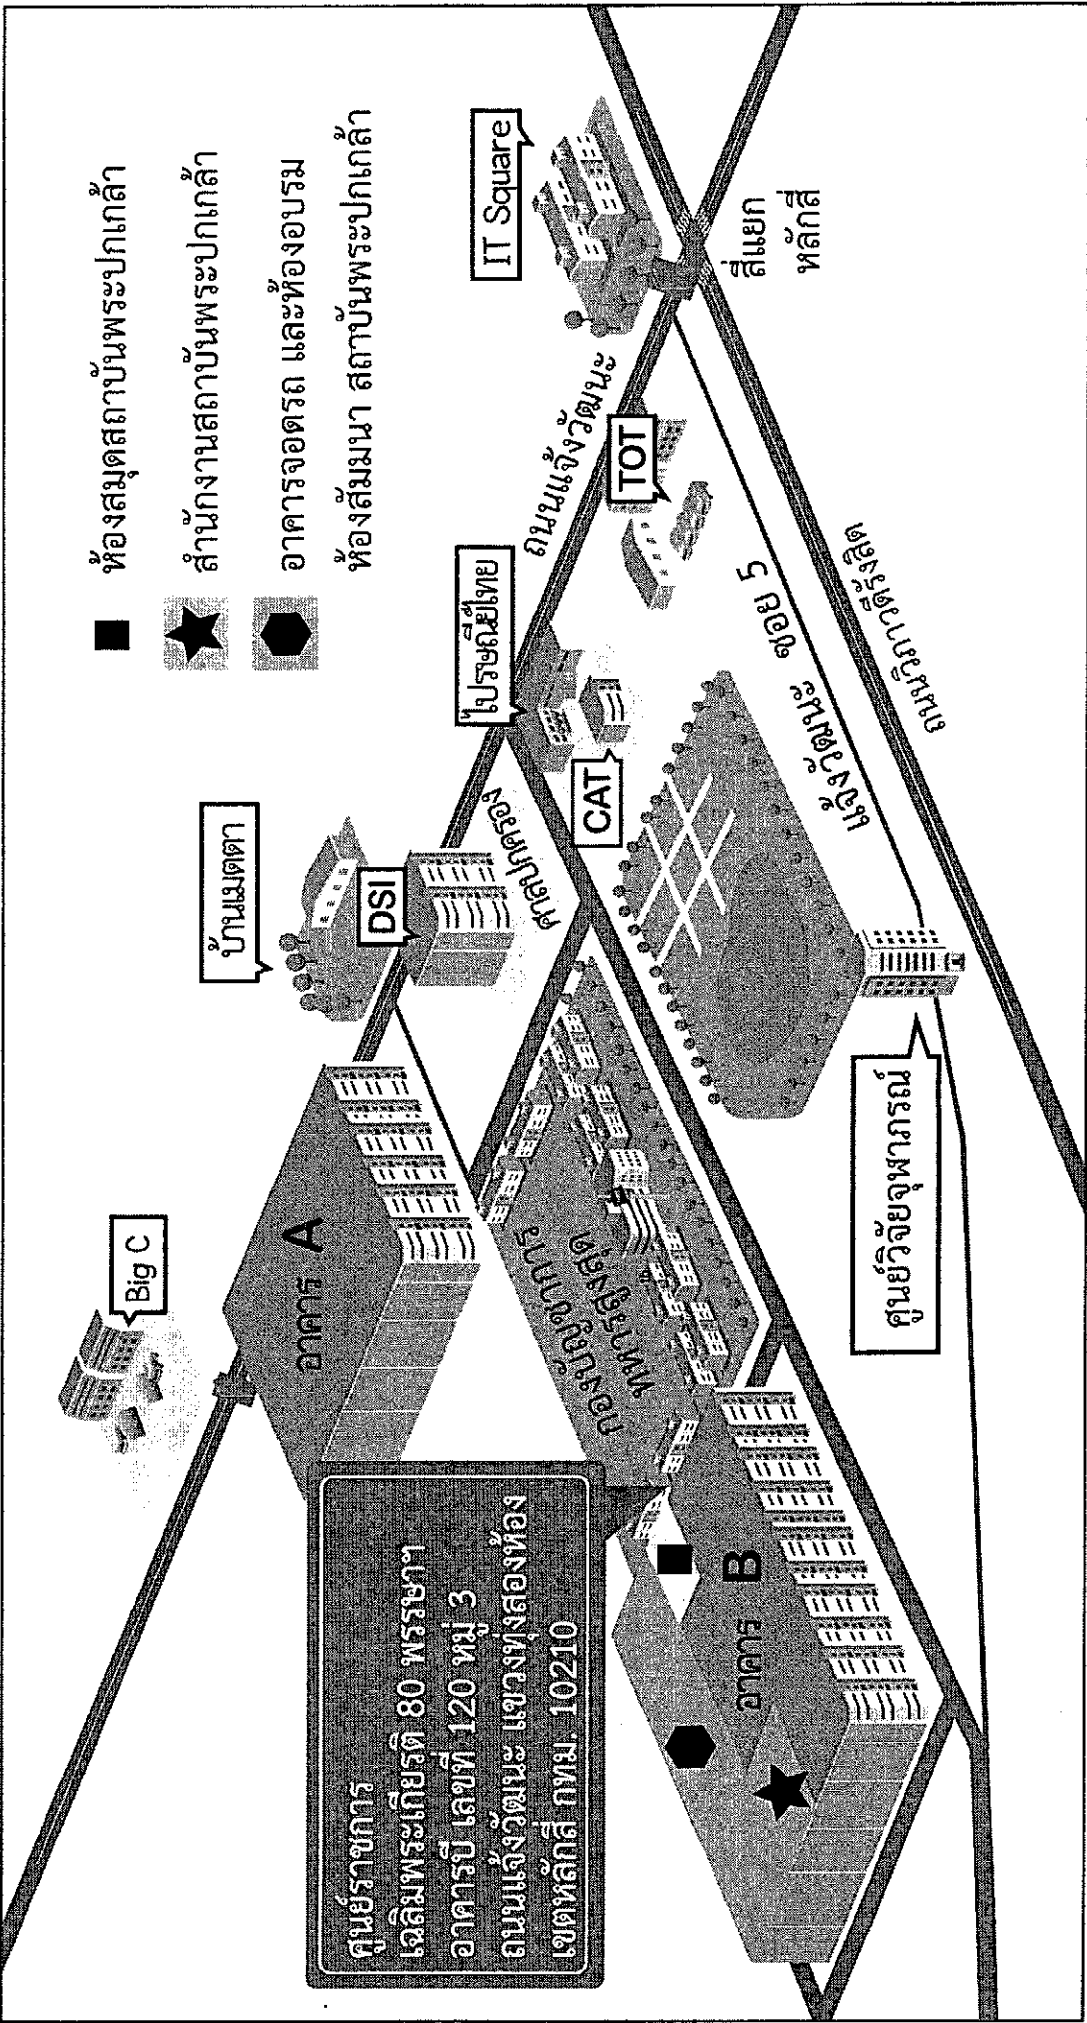 ห้องสมุดสถาบันพระปกเกล้า
สำนักงานสถาบันพระปกเกล้า
อาคารจอดรถ และห้องอบรม
ห้องสัมมนา สถาบันพระปกเกล้า
Big C
บ้านเมตตา
DSI
ศาลปกครอง
ไปรษณีย์ไทย
CAT
ถนนแจ้งวัฒนะ
TOT
IT Square
สี่แยก
หลักสี่
อาคาร A
กองบัญชาการ
ทหารสูงสุด
แจ้งวัฒนะ ซอย 5
ถนนวิภาวดีรังสิต
ศูนย์วิจัยจุฬาภรณ์
อาคาร B
ศูนย์ราชการ
เฉลิมพระเกียรติ 80 พรรษาฯ
อาคารบี เลขที่ 120 หมู่ 3
ถนนแจ้งวัฒนะ แขวงทุ่งสองห้อง
เขตหลักสี่ กทม. 10210